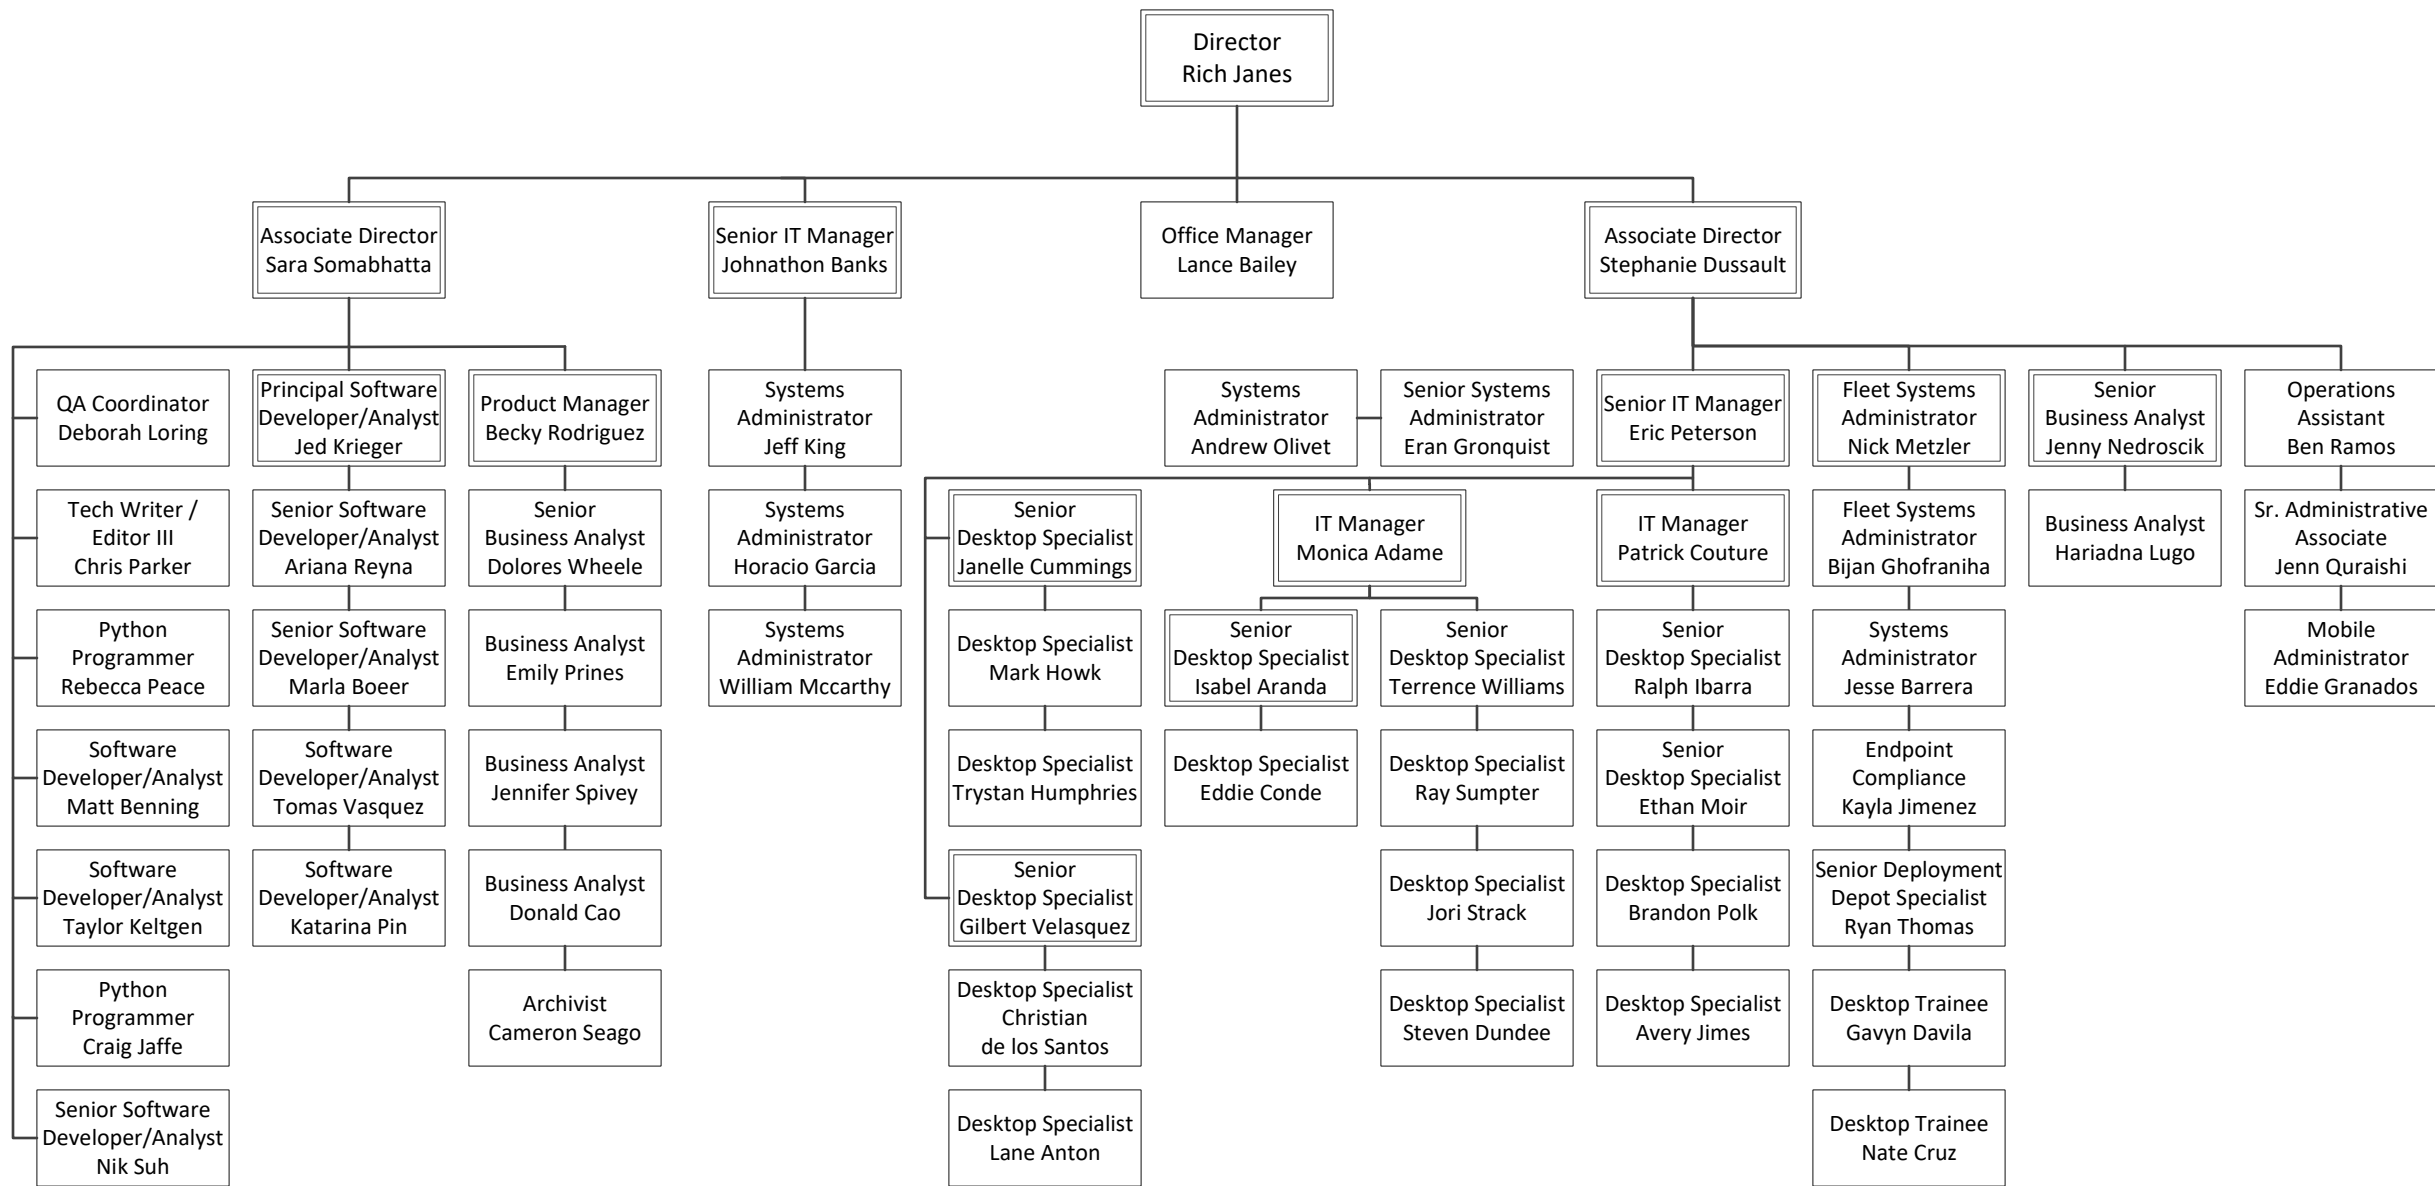 Director
Rich Janes
Associate Director
Sara Somabhatta
Senior IT Manager
Johnathon Banks
Office Manager
Lance Bailey
Associate Director
Stephanie Dussault
QA Coordinator
Deborah Loring
Principal Software
Developer/Analyst
Jed Krieger
Product Manager
Becky Rodriguez
Systems
Administrator
Jeff King
Systems
Administrator
Andrew Olivet
Senior Systems
Administrator
Eran Gronquist
Senior IT Manager
Eric Peterson
Fleet Systems
Administrator
Nick Metzler
Senior
Business Analyst
Jenny Nedroscik
Operations
Assistant
Ben Ramos
Tech Writer /
Editor III
Chris Parker
Senior Software
Developer/Analyst
Ariana Reyna
Senior
Business Analyst
Dolores Wheele
Systems
Administrator
Horacio Garcia
Senior
Desktop Specialist
Janelle Cummings
IT Manager
Monica Adame
IT Manager
Patrick Couture
Fleet Systems
Administrator
Bijan Ghofraniha
Business Analyst
Hariadna Lugo
Sr. Administrative
Associate
Jenn Quraishi
Python
Programmer
Rebecca Peace
Senior Software
Developer/Analyst
Marla Boeer
Business Analyst
Emily Prines
Systems
Administrator
William Mccarthy
Desktop Specialist
Mark Howk
Senior
Desktop Specialist
Isabel Aranda
Senior
Desktop Specialist
Terrence Williams
Senior
Desktop Specialist
Ralph Ibarra
Systems
Administrator
Jesse Barrera
Mobile
Administrator
Eddie Granados
Software
Developer/Analyst
Matt Benning
Software
Developer/Analyst
Tomas Vasquez
Business Analyst
Jennifer Spivey
Desktop Specialist
Trystan Humphries
Desktop Specialist
Eddie Conde
Desktop Specialist
Ray Sumpter
Senior
Desktop Specialist
Ethan Moir
Endpoint
Compliance
Kayla Jimenez
Software
Developer/Analyst
Taylor Keltgen
Software
Developer/Analyst
Katarina Pin
Business Analyst
Donald Cao
Senior
Desktop Specialist
Gilbert Velasquez
Desktop Specialist
Jori Strack
Desktop Specialist
Brandon Polk
Senior Deployment
Depot Specialist
Ryan Thomas
Python
Programmer
Craig Jaffe
Archivist
Cameron Seago
Desktop Specialist
Christian
de los Santos
Desktop Specialist
Steven Dundee
Desktop Specialist
Avery Jimes
Desktop Trainee
Gavyn Davila
Senior Software
Developer/Analyst
Nik Suh
Desktop Specialist
Lane Anton
Desktop Trainee
Nate Cruz